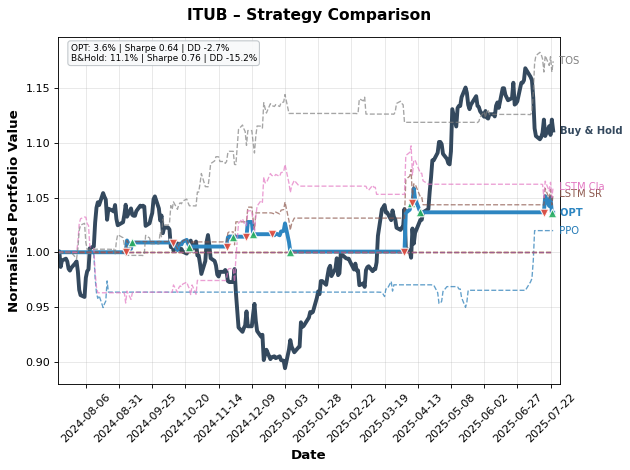 ITUB – Strategy Comparison
OPT: 3.6% | Sharpe 0.64 | DD -2.7%
B&Hold: 11.1% | Sharpe 0.76 | DD -15.2%
Normalised Portfolio Value
1.15
1.10
1.05
1.00
0.95
0.90
TOS
Buy & Hold
LSTM Cla
LSTM SR
OPT
PPO
2024-08-06
2024-08-31
2024-09-25
2024-10-20
2024-11-14
2024-12-09
2025-01-03
2025-01-28
2025-02-22
2025-03-19
2025-04-13
2025-05-08
2025-06-02
2025-06-27
2025-07-22
Date